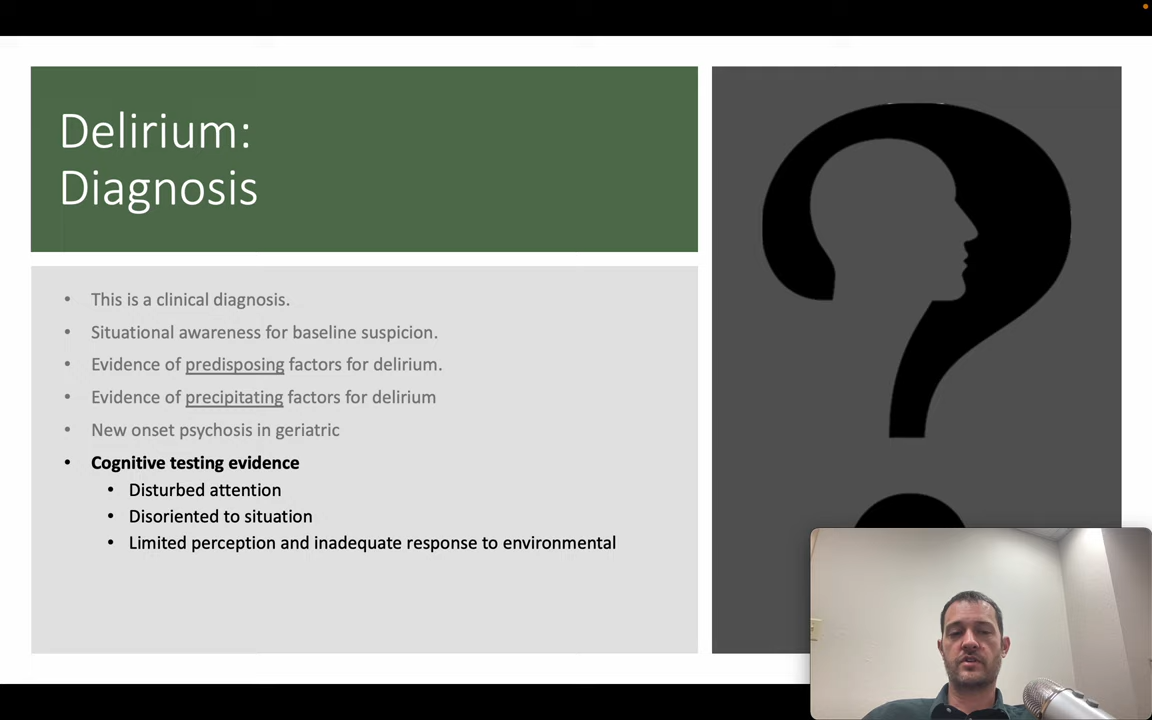 Delirium:
Diagnosis
• This is a clinical diagnosis.
• Situational awareness for baseline suspicion.
• Evidence of predisposing factors for delirium.
• Evidence of precipitating factors for delirium
• New onset psychosis in geriatric
• Cognitive testing evidence
• Disturbed attention
• Disoriented to situation
• Limited perception and inadequate response to environmental